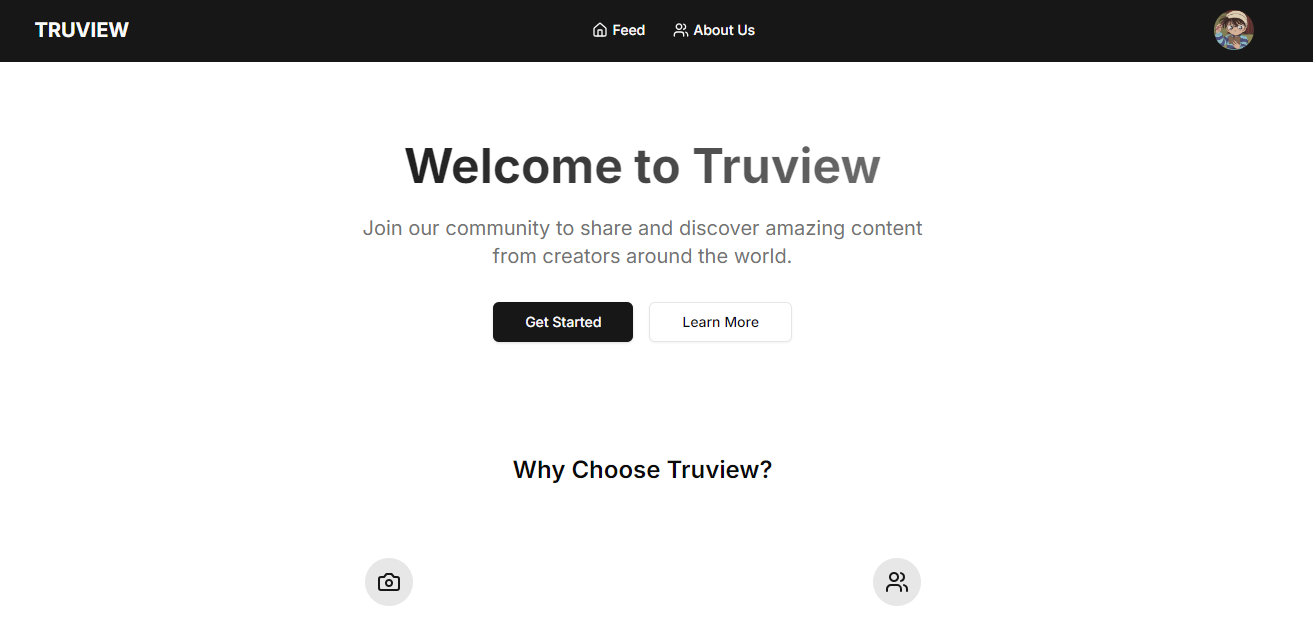 TRUVIEW
Feed
About Us
Welcome to Truview
Join our community to share and discover amazing content
from creators around the world.
Get Started
Learn More
Why Choose Truview?